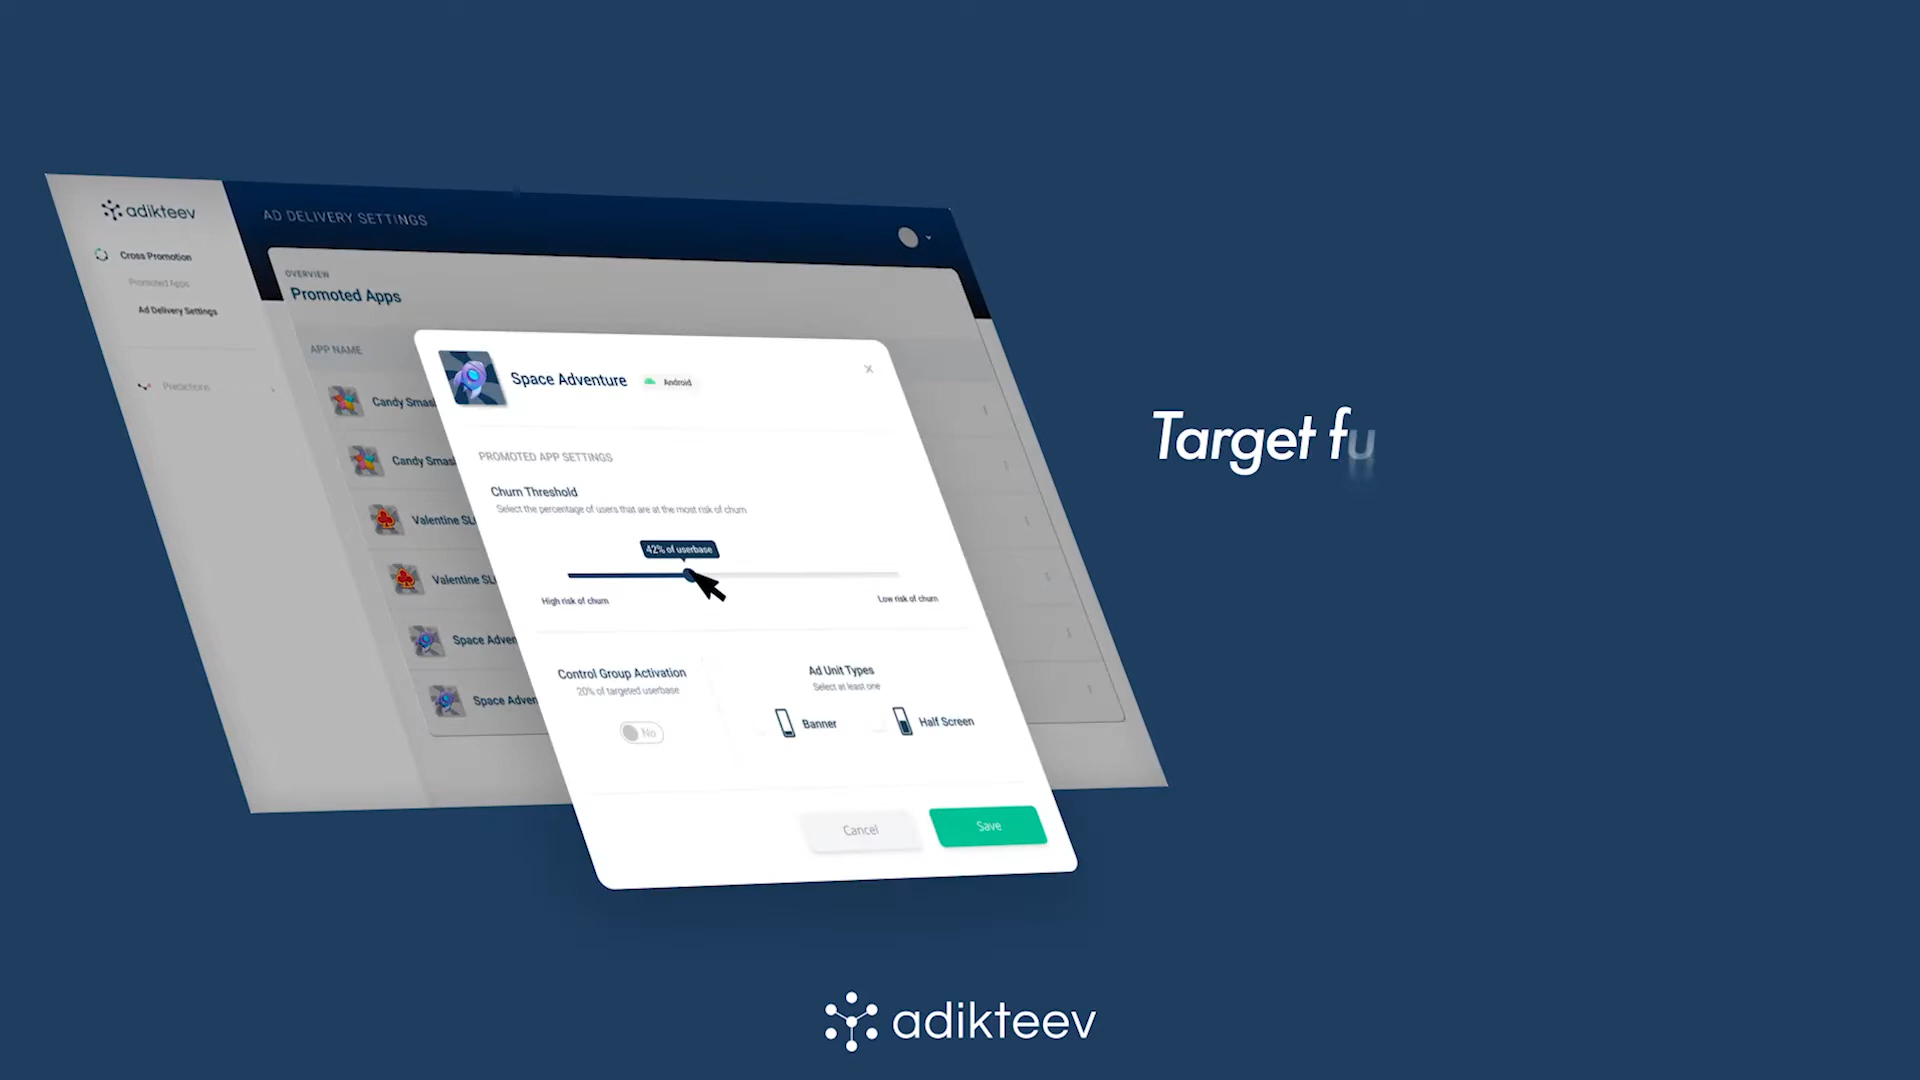 adikteev
AD DELIVERY SETTINGS
Cross Promotion
Promoted Apps
Ad Delivery Settings
Predictions
OVERVIEW
Promoted Apps
APP NAME
Candy Smas
Candy Smas
Valentine SL
Valentine SL
Space Adven
Space Adven
Space Adventure
Android
PROMOTED APP SETTINGS
Churn Threshold
Select the percentage of users that are at the most risk of churn
42% of userbase
High risk of churn
Low risk of churn
Control Group Activation
20% of targeted userbase
No
Ad Unit Types
Select at least one
Banner
Half Screen
Cancel
Save
Target fu
adikteev